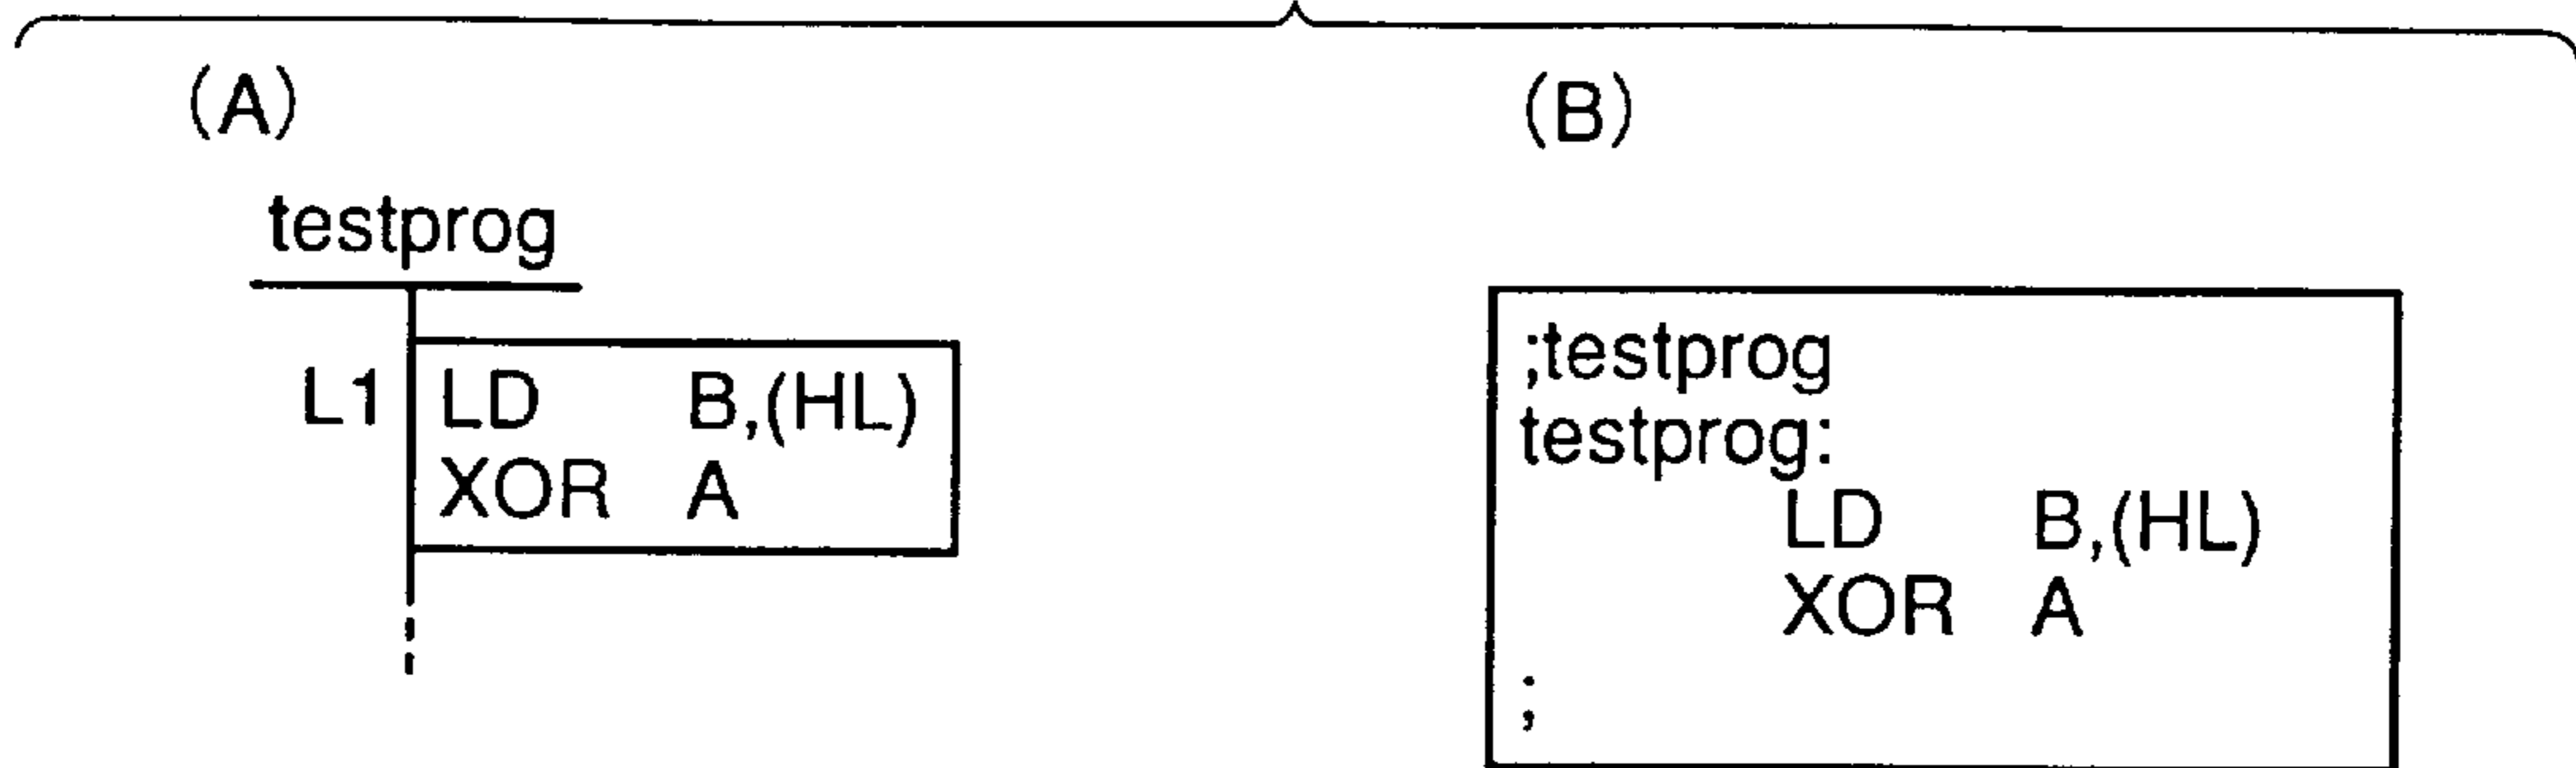 (A)
testprog
L1 LD B,(HL)
XOR A
(B)
;testprog
testprog:
LD B,(HL)
XOR A
;